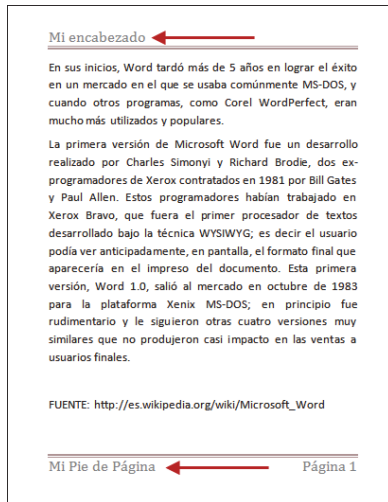 Mi encabezado
En sus inicios, Word tardó más de 5 años en lograr el éxito
en un mercado en el que se usaba comúnmente MS-DOS, y
cuando otros programas, como Corel WordPerfect, eran
mucho más utilizados y populares.
La primera versión de Microsoft Word fue un desarrollo
realizado por Charles Simonyi y Richard Brodie, dos ex-
programadores de Xerox contratados en 1981 por Bill Gates
y Paul Allen. Estos programadores habían trabajado en
Xerox Bravo, que fuera el primer procesador de textos
desarrollado bajo la técnica WYSIWYG; es decir el usuario
podía ver anticipadamente, en pantalla, el formato final que
aparecería en el impreso del documento. Esta primera
versión, Word 1.0, salió al mercado en octubre de 1983
para la plataforma Xenix MS-DOS; en principio fue
rudimentario y le siguieron otras cuatro versiones muy
similares que no produjeron casi impacto en las ventas a
usuarios finales.
FUENTE: http://es.wikipedia.org/wiki/Microsoft_Word
Mi Pie de Página Página 1